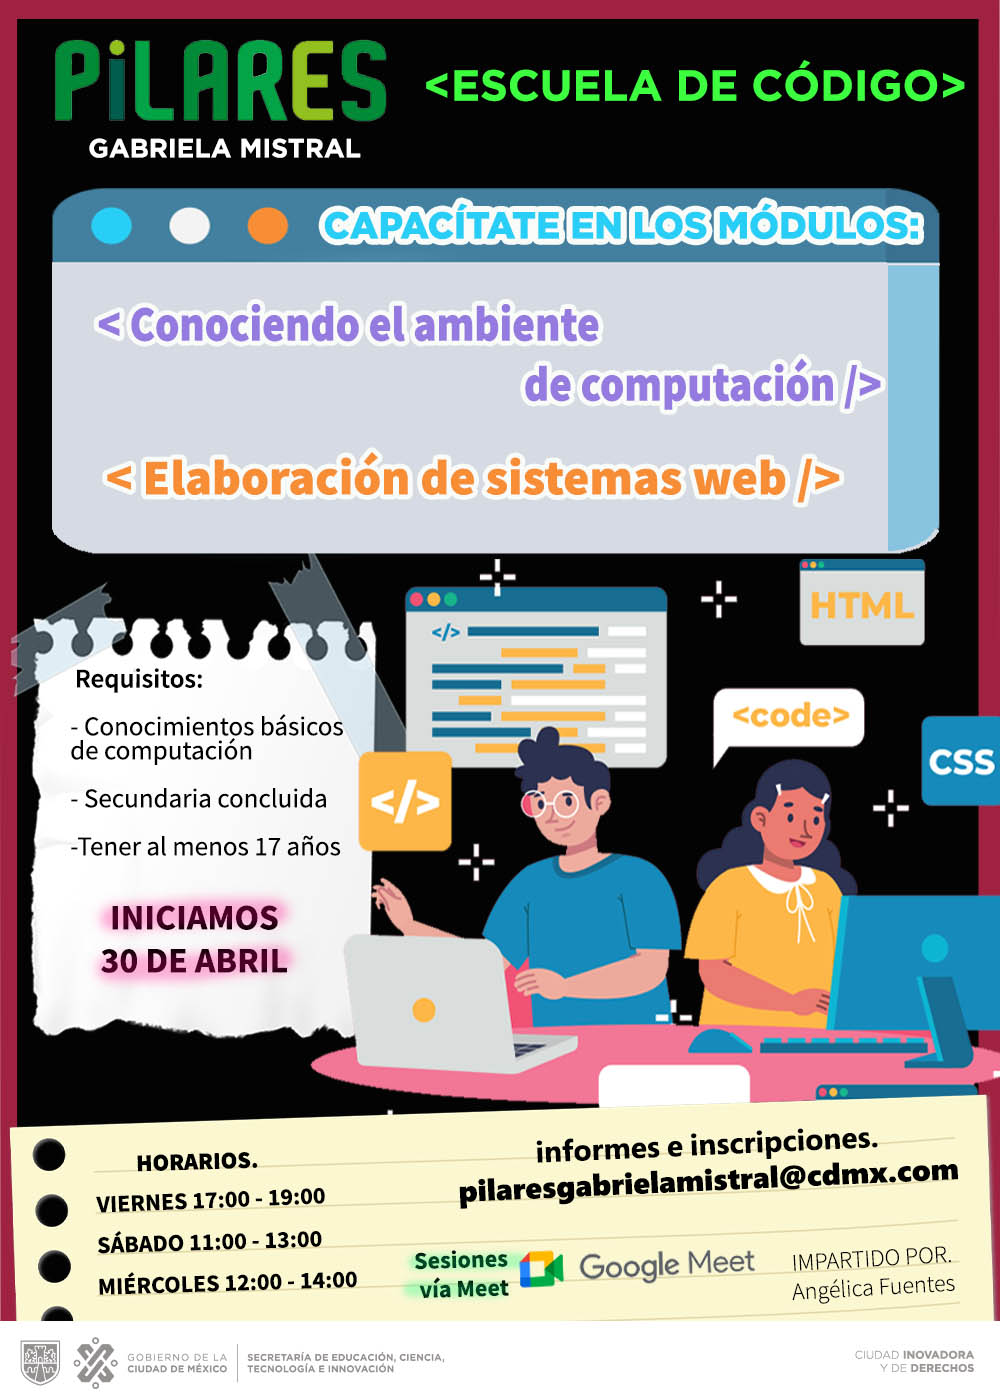 PiLARES
GABRIELA MISTRAL
<ESCUELA DE CÓDIGO>
CAPACÍTATE EN LOS MÓDULOS:
< Conociendo el ambiente
de computación />
< Elaboración de sistemas web />
HTML
</>
<code>
CSS
</>
Requisitos:
- Conocimientos básicos
de computación
- Secundaria concluida
-Tener al menos 17 años
INICIAMOS
30 DE ABRIL
HORARIOS.
VIERNES 17:00 - 19:00
SÁBADO 11:00 - 13:00
MIÉRCOLES 12:00 - 14:00
informes e inscripciones.
pilaresgabrielamistral@cdmx.com
Sesiones
vía Meet
Google Meet
IMPARTIDO POR.
Angélica Fuentes
GOBIERNO DE LA
CIUDAD DE MÉXICO
SECRETARÍA DE EDUCACIÓN, CIENCIA,
TECNOLOGÍA E INNOVACIÓN
CIUDAD INOVADORA
Y DE DERECHOS